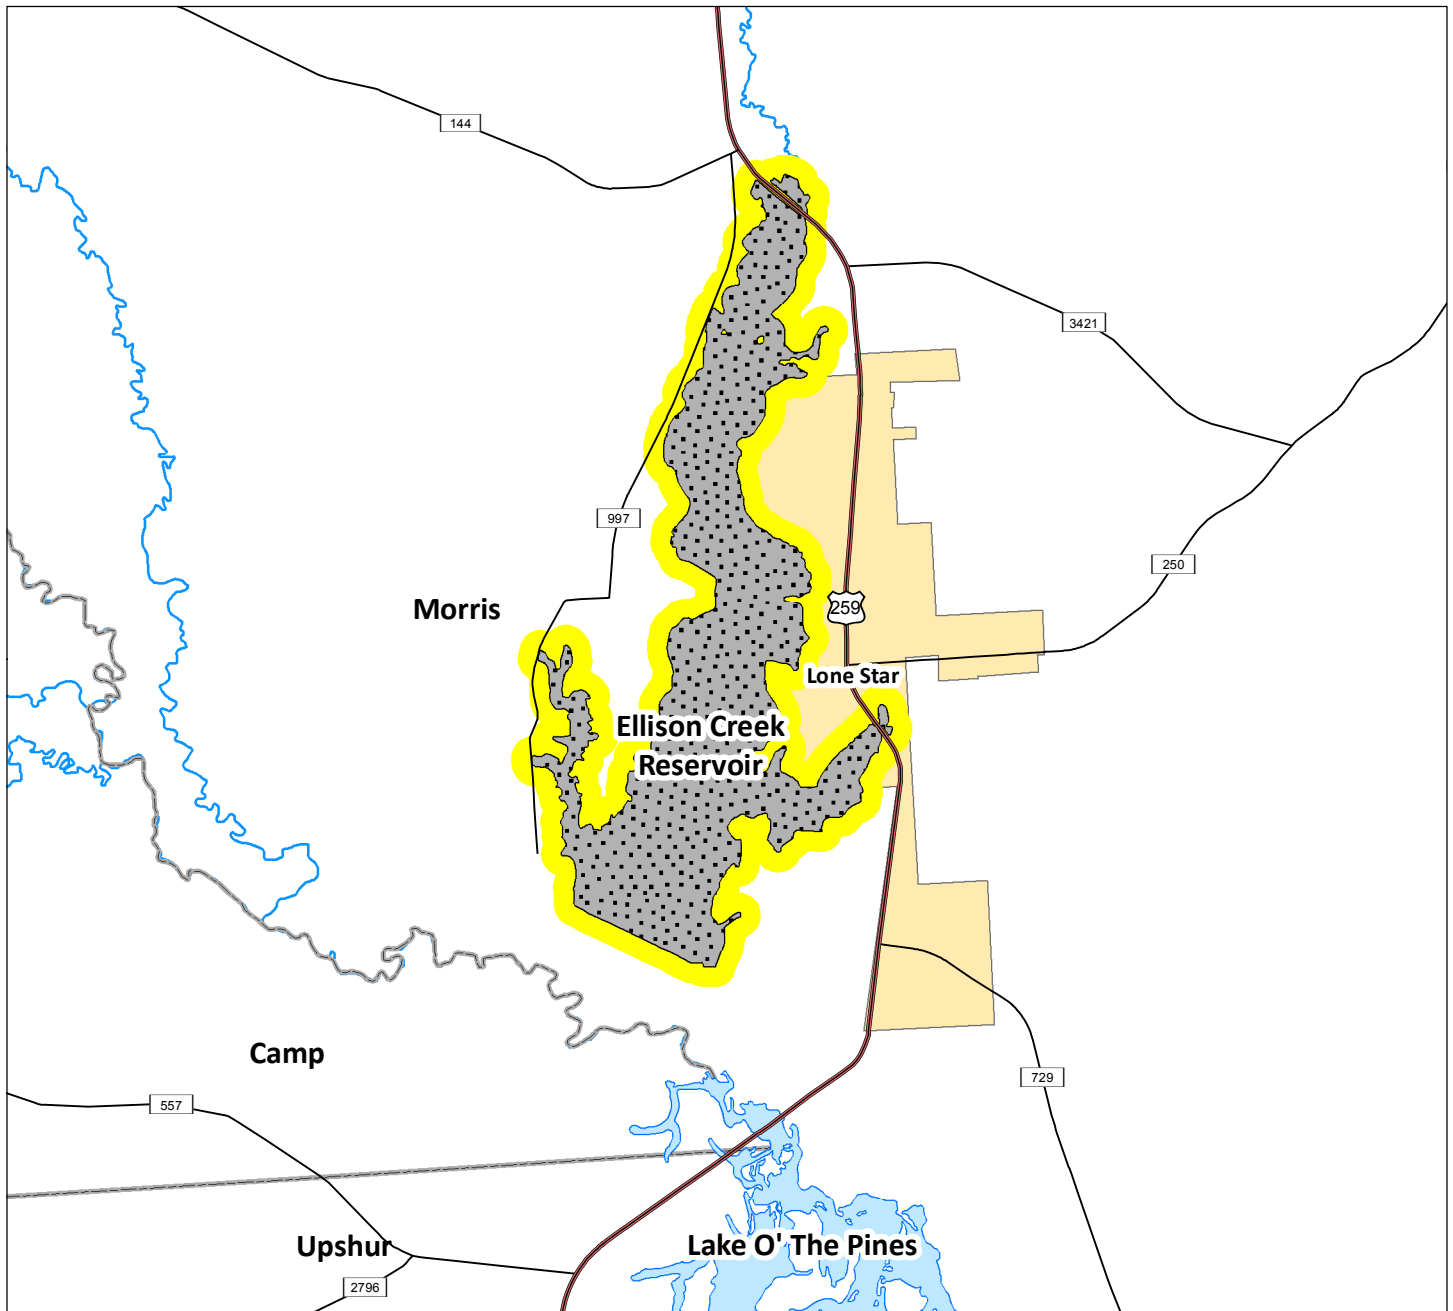 144
3421
997
250
Morris
259
Lone Star
Ellison Creek
Reservoir
Camp
729
557
Upshur
Lake O' The Pines
2796